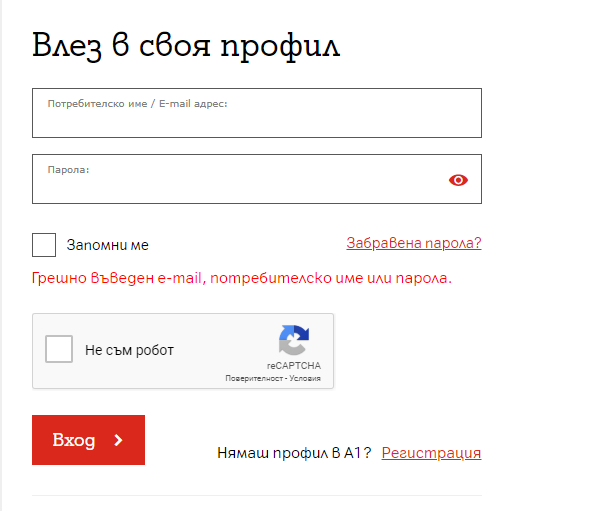 Влез в своя профил
Потребителско име / E-mail адрес:
Парола:
Запомни ме
Забравена парола?
Грешно въведен e-mail, потребителско име или парола.
Не съм робот
reCAPTCHA
Поверителност - Условия
Вход
Нямаш профил в А1? Регистрация